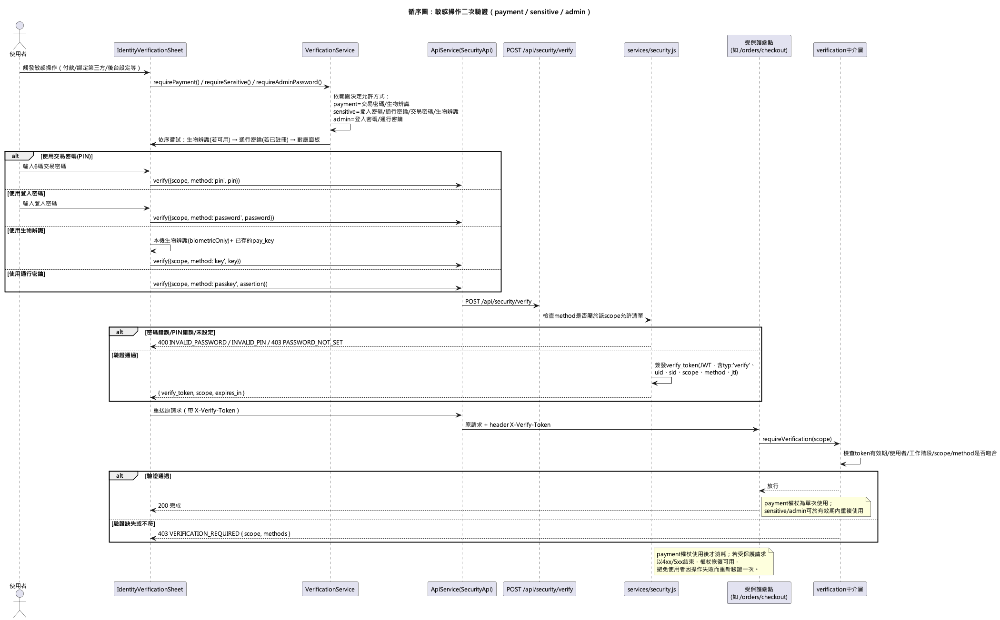 循序圖：敏感操作二次驗證（payment / sensitive / admin）
使用者
IdentityVerificationSheet
VerificationService
ApiService(SecurityApi)
POST /api/security/verify
services/security.js
受保護端點
(如 /orders/checkout)
verification中介層
觸發敏感操作（付款/綁定第三方/後台設定等）
requirePayment() / requireSensitive() / requireAdminPassword()
依範圍決定允許方式：
payment=交易密碼/生物辨識
sensitive=登入密碼/通行密鑰/交易密碼/生物辨識
admin=登入密碼/通行密鑰
依序嘗試：生物辨識(若可用) → 通行密鑰(若已註冊) → 對應面板
alt
[使用交易密碼(PIN)]
輸入6碼交易密碼
verify({scope, method:'pin', pin})
[使用登入密碼]
輸入登入密碼
verify({scope, method:'password', password})
[使用生物辨識]
本機生物辨識(biometricOnly)+ 已存的pay_key
verify({scope, method:'key', key})
[使用通行密鑰]
verify({scope, method:'passkey', assertion})
POST /api/security/verify
檢查method是否屬於該scope允許清單
alt
[密碼錯誤/PIN錯誤/未設定]
400 INVALID_PASSWORD / INVALID_PIN / 403 PASSWORD_NOT_SET
[驗證通過]
簽發verify_token(JWT，含typ:'verify'、
uid、sid、scope、method、jti)
{ verify_token, scope, expires_in }
重送原請求（帶 X-Verify-Token）
原請求 + header X-Verify-Token
requireVerification(scope)
檢查token有效期/使用者/工作階段/scope/method是否吻合
alt
[驗證通過]
放行
200 完成
payment權杖為單次使用；
sensitive/admin可於有效期內重複使用
[驗證缺失或不符]
403 VERIFICATION_REQUIRED { scope, methods }
payment權杖使用後才消耗；若受保護請求
以4xx/5xx結束，權杖恢復可用，
避免使用者因操作失敗而重新驗證一次。
使用者
IdentityVerificationSheet
VerificationService
ApiService(SecurityApi)
POST /api/security/verify
services/security.js
受保護端點
(如 /orders/checkout)
verification中介層